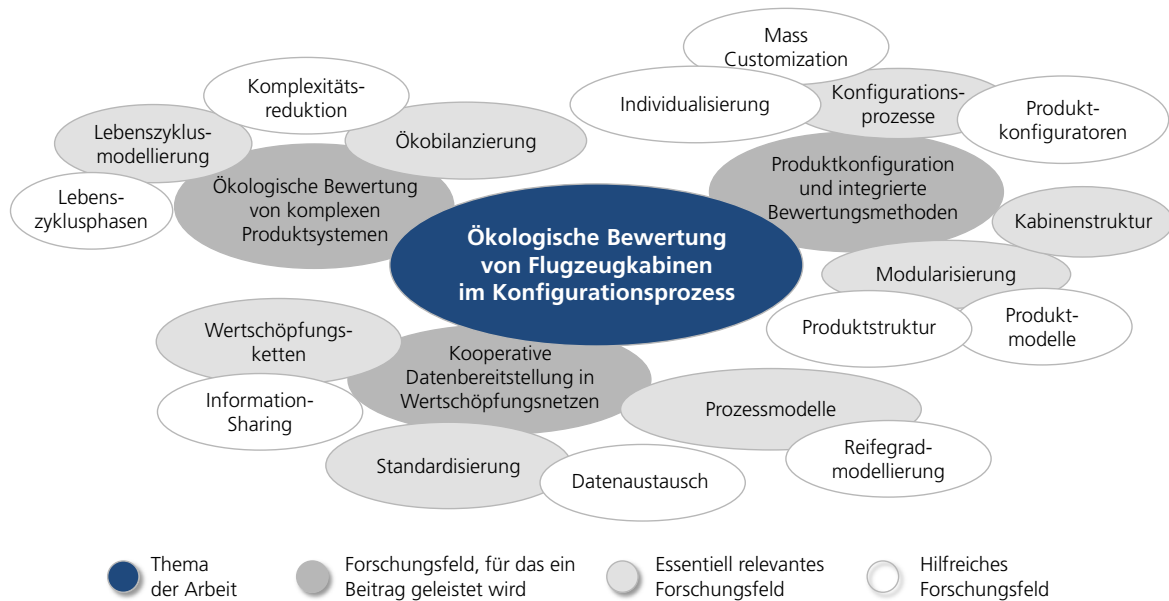 Mass
Customization
Komplexitäts-
reduktion
Individualisierung
Konfigurations-
prozesse
Produkt-
konfiguratoren
Lebenszyklus-
modellierung
Ökobilanzierung
Ökologische Bewertung
von komplexen
Produktsystemen
Produktkonfiguration
und integrierte
Bewertungsmethoden
Lebens-
zyklusphasen
Kabinenstruktur
Ökologische Bewertung
von Flugzeugkabinen
im Konfigurationsprozess
Modularisierung
Produktstruktur
Produkt-
modelle
Wertschöpfungs-
ketten
Kooperative
Datenbereitstellung in
Wertschöpfungsnetzen
Information-
Sharing
Prozessmodelle
Reifegrad-
modellierung
Standardisierung
Datenaustausch
Thema
der Arbeit
Forschungsfeld, für das ein
Beitrag geleistet wird
Essentiell relevantes
Forschungsfeld
Hilfreiches
Forschungsfeld